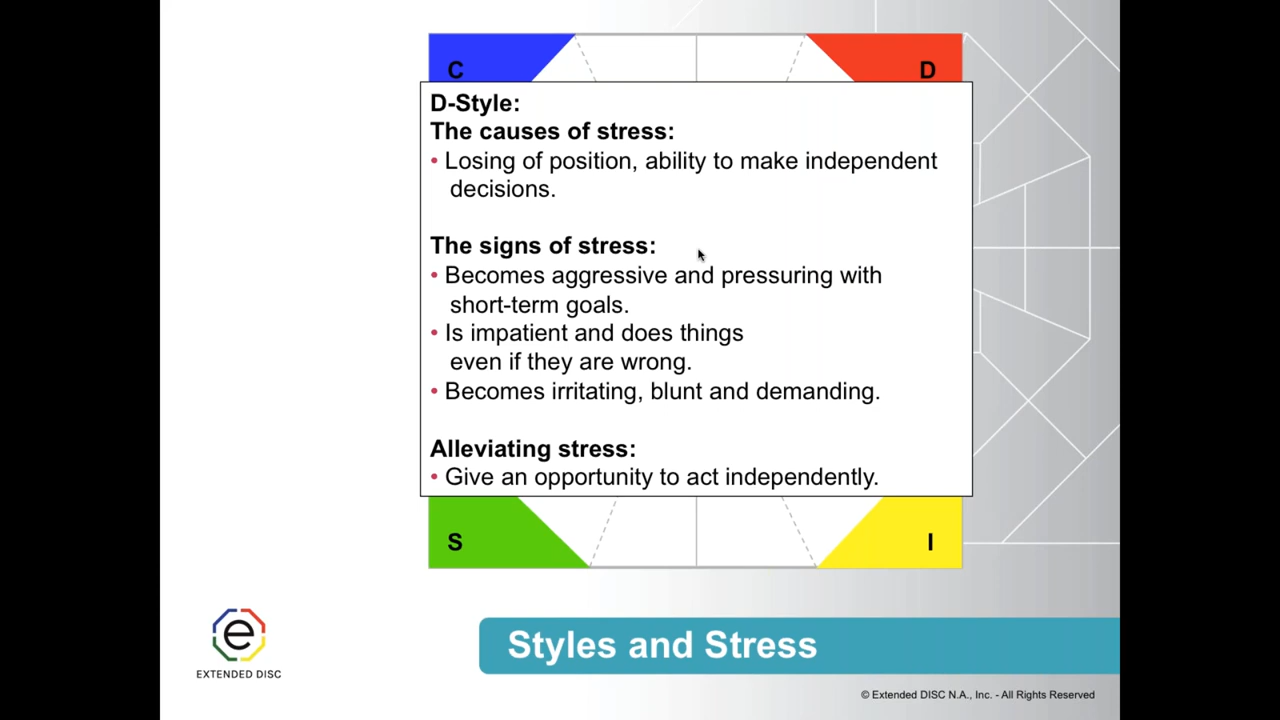 C
D
D-Style:
The causes of stress:
• Losing of position, ability to make independent
decisions.
The signs of stress:
• Becomes aggressive and pressuring with
short-term goals.
• Is impatient and does things
even if they are wrong.
• Becomes irritating, blunt and demanding.
Alleviating stress:
• Give an opportunity to act independently.
S
I
e
EXTENDED DISC
Styles and Stress
© Extended DISC N.A., Inc. - All Rights Reserved